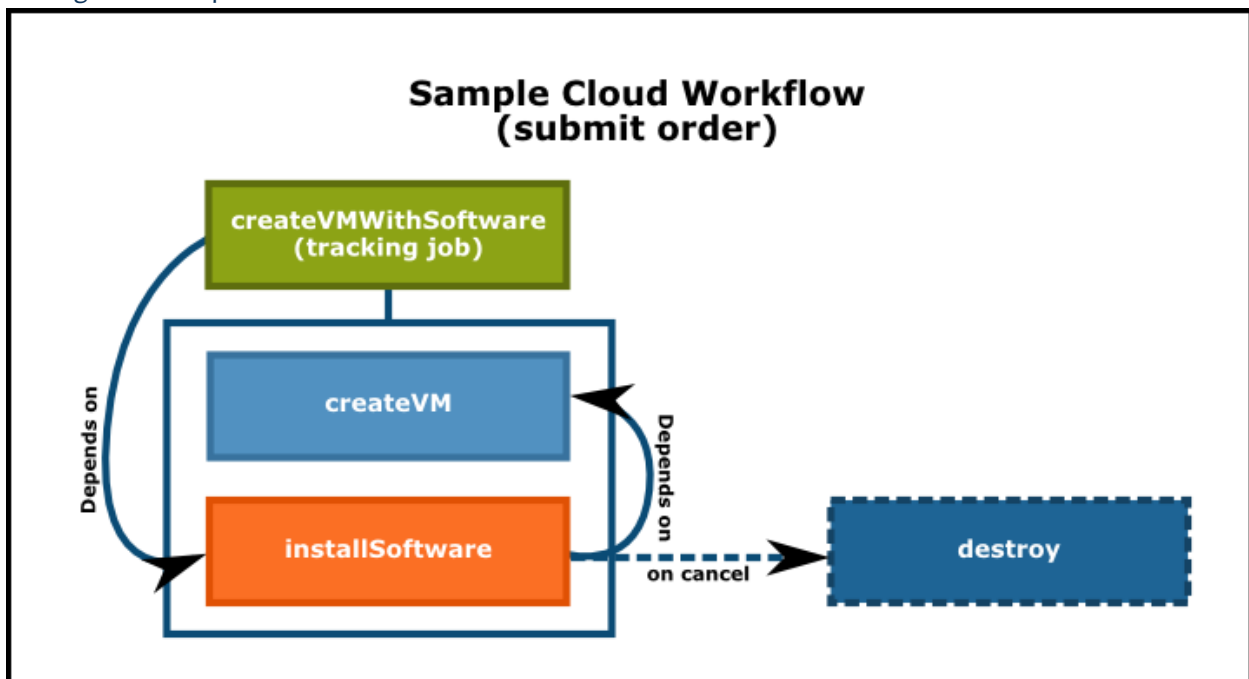 Sample Cloud Workflow
(submit order)
createVMWithSoftware
(tracking job)
Depends on
createVM
Depends on
installSoftware
on cancel
destroy